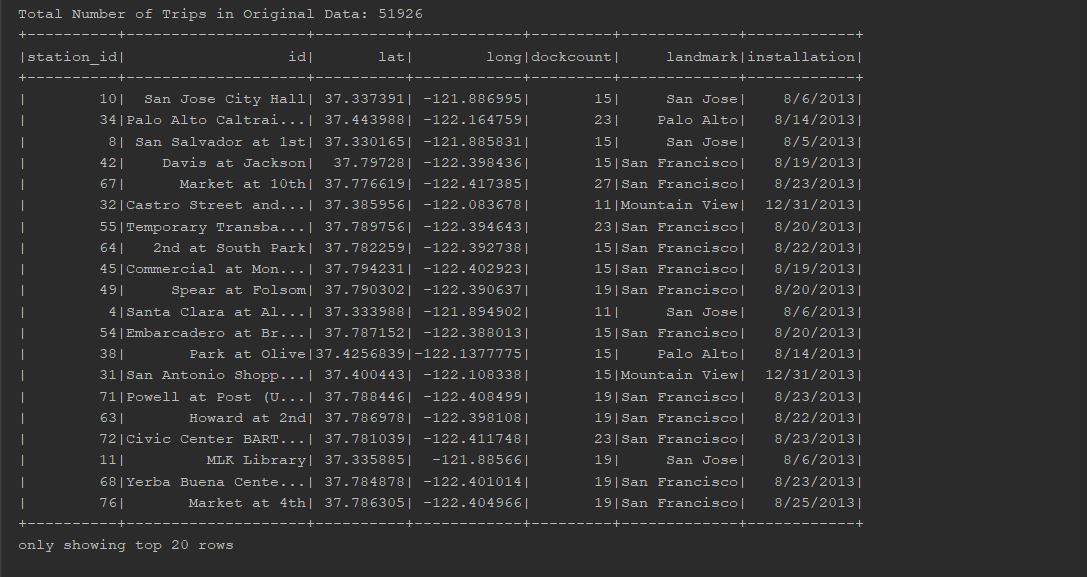 Total Number of Trips in Original Data: 51926
+----------+--------------------+----------+------------+---------+-------------+------------+
|station_id|                  id|       lat|        long|dockcount|     landmark|installation|
+----------+--------------------+----------+------------+---------+-------------+------------+
|        10|  San Jose City Hall| 37.337391| -121.886995|       15|     San Jose|    8/6/2013|
|        34|Palo Alto Caltrai...| 37.443988| -122.164759|       23|    Palo Alto|   8/14/2013|
|         8| San Salvador at 1st| 37.330165| -121.885831|       15|     San Jose|    8/5/2013|
|        42|    Davis at Jackson|  37.79728| -122.398436|       15|San Francisco|   8/19/2013|
|        67|      Market at 10th| 37.776619| -122.417385|       27|San Francisco|   8/23/2013|
|        32|Castro Street and...| 37.385956| -122.083678|       11|Mountain View|  12/31/2013|
|        55|Temporary Transba...| 37.789756| -122.394643|       23|San Francisco|   8/20/2013|
|        64|   2nd at South Park| 37.782259| -122.392738|       15|San Francisco|   8/22/2013|
|        45|Commercial at Mon...| 37.794231| -122.402923|       15|San Francisco|   8/19/2013|
|        49|     Spear at Folsom| 37.790302| -122.390637|       19|San Francisco|   8/20/2013|
|         4|Santa Clara at Al...| 37.333988| -121.894902|       11|     San Jose|    8/6/2013|
|        54|Embarcadero at Br...| 37.787152| -122.388013|       15|San Francisco|   8/20/2013|
|        38|       Park at Olive|37.4256839|-122.1377775|       15|    Palo Alto|   8/14/2013|
|        31|San Antonio Shopp...| 37.400443| -122.108338|       15|Mountain View|  12/31/2013|
|        71|Powell at Post (U...| 37.788446| -122.408499|       19|San Francisco|   8/23/2013|
|        63|       Howard at 2nd| 37.786978| -122.398108|       19|San Francisco|   8/22/2013|
|        72|Civic Center BART...| 37.781039| -122.411748|       23|San Francisco|   8/23/2013|
|        11|         MLK Library| 37.335885|  -121.88566|       19|     San Jose|    8/6/2013|
|        68|Yerba Buena Cente...| 37.784878| -122.401014|       19|San Francisco|   8/23/2013|
|        76|       Market at 4th| 37.786305| -122.404966|       19|San Francisco|   8/25/2013|
+----------+--------------------+----------+------------+---------+-------------+------------+
only showing top 20 rows